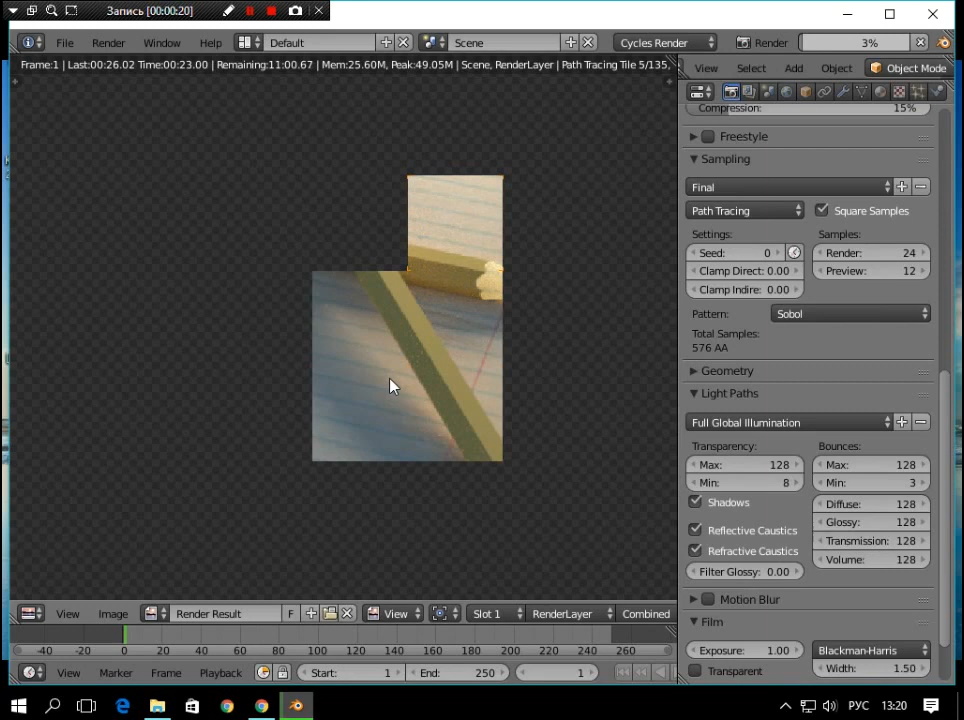 Запись [00:00:20]
File Render Window Help Default Scene Cycles Render Render 3%
Frame:1 | Last:00:26.02 Time:00:23.00 | Remaining:11:00.67 | Mem:25.60M, Peak:49.05M | Scene, RenderLayer | Path Tracing Tile 5/135,
View Select Add Object Object Mode
Compression: 15%
Freestyle
Sampling
Final
Path Tracing Square Samples
Settings: Samples:
Seed: 0 Render: 24
Clamp Direct: 0.00 Preview: 12
Clamp Indire: 0.00
Pattern: Sobol
Total Samples:
576 AA
Geometry
Light Paths
Full Global Illumination
Transparency: Bounces:
Max: 128 Max: 128
Min: 8 Min: 3
Shadows Diffuse: 128
Reflective Caustics Glossy: 128
Refractive Caustics Transmission: 128
Filter Glossy: 0.00 Volume: 128
Motion Blur
Film
Exposure: 1.00 Blackman-Harris
Transparent Width: 1.50
View Image Render Result F View Slot 1 RenderLayer Combined
-40 -20 0 20 40 60 80 100 120 140 160 180 200 220 240 260
View Marker Frame Playback Start: 1 End: 250 1
РУС 13:20